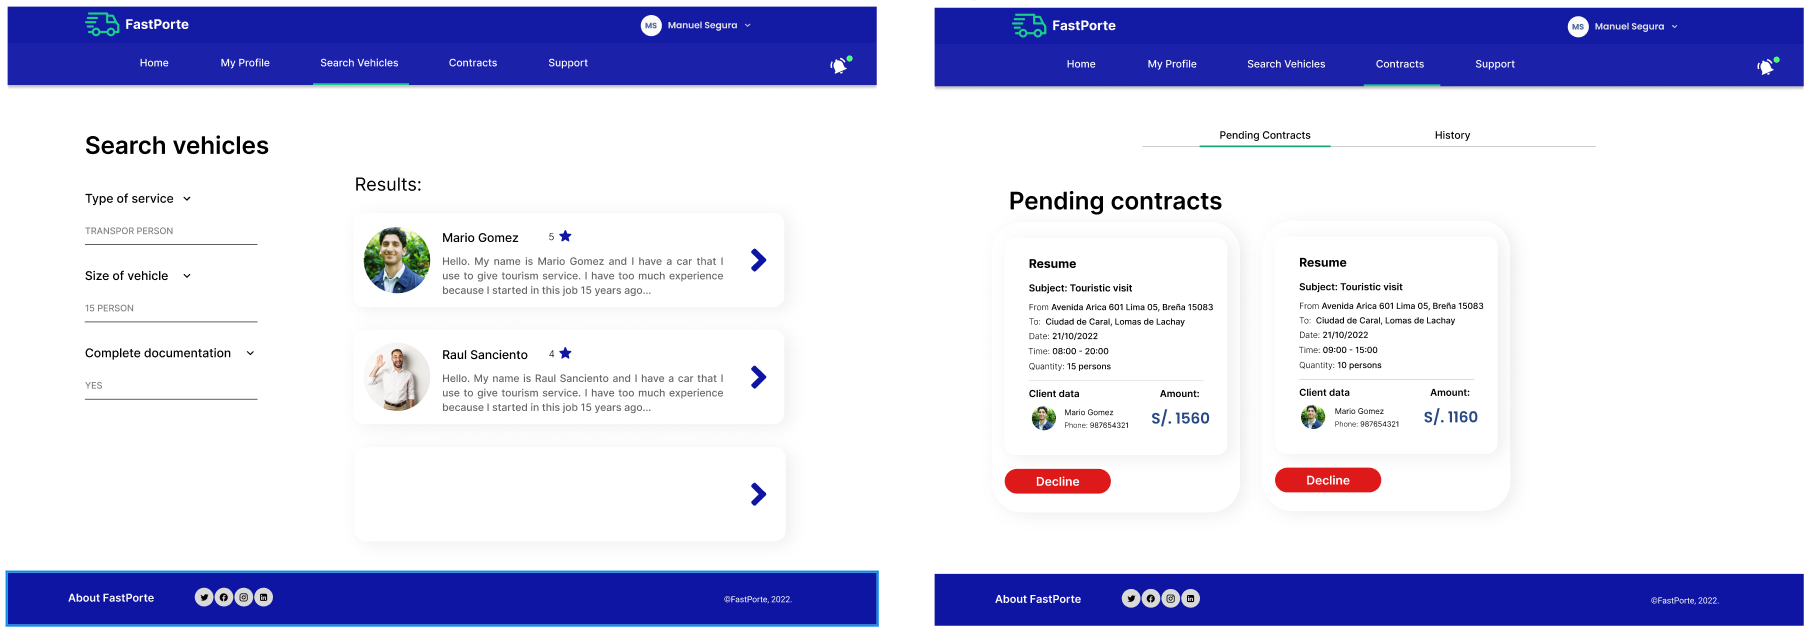 FastPorte
MS Manuel Segura
Home My Profile Search Vehicles Contracts Support
Search vehicles
Type of service
TRANSPOR PERSON
Size of vehicle
15 PERSON
Complete documentation
YES
Results:
Mario Gomez 5
Hello. My name is Mario Gomez and I have a car that I
use to give tourism service. I have too much experience
because I started in this job 15 years ago...
Raul Sanciento 4
Hello. My name is Raul Sanciento and I have a car that I
use to give tourism service. I have too much experience
because I started in this job 15 years ago...
About FastPorte
©FastPorte, 2022.
FastPorte
MS Manuel Segura
Home My Profile Search Vehicles Contracts Support
Pending Contracts History
Pending contracts
Resume
Subject: Touristic visit
From Avenida Arica 601 Lima 05, Breña 15083
To: Ciudad de Caral, Lomas de Lachay
Date: 21/10/2022
Time: 08:00 - 20:00
Quantity: 15 persons
Client data Amount:
Mario Gomez
Phone: 987654321
S/. 1560
Decline
Resume
Subject: Touristic visit
From Avenida Arica 601 Lima 05, Breña 15083
To: Ciudad de Caral, Lomas de Lachay
Date: 21/10/2022
Time: 09:00 - 15:00
Quantity: 10 persons
Client data Amount:
Mario Gomez
Phone: 987654321
S/. 1160
Decline
About FastPorte
©FastPorte, 2022.